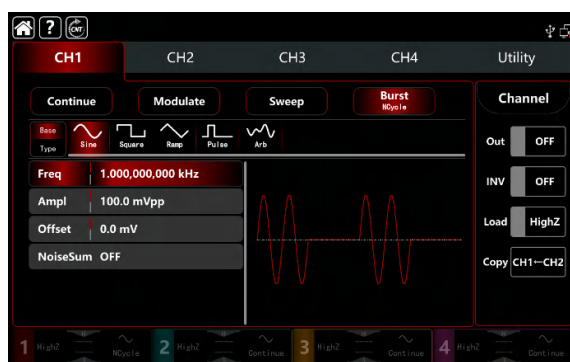 ? CNT
CH1 CH2 CH3 CH4 Utility
Continue Modulate Sweep Burst Channel
NCycle
Base
Type Sine Square Ramp Pulse Arb
Out OFF
Freq 1.000,000,000 kHz
INV OFF
Ampl 100.0 mVpp
Offset 0.0 mV
Load HighZ
NoiseSum OFF
Copy CH1←CH2
1 HighZ NCycle 2 HighZ Continue 3 HighZ Continue 4 HighZ Continue